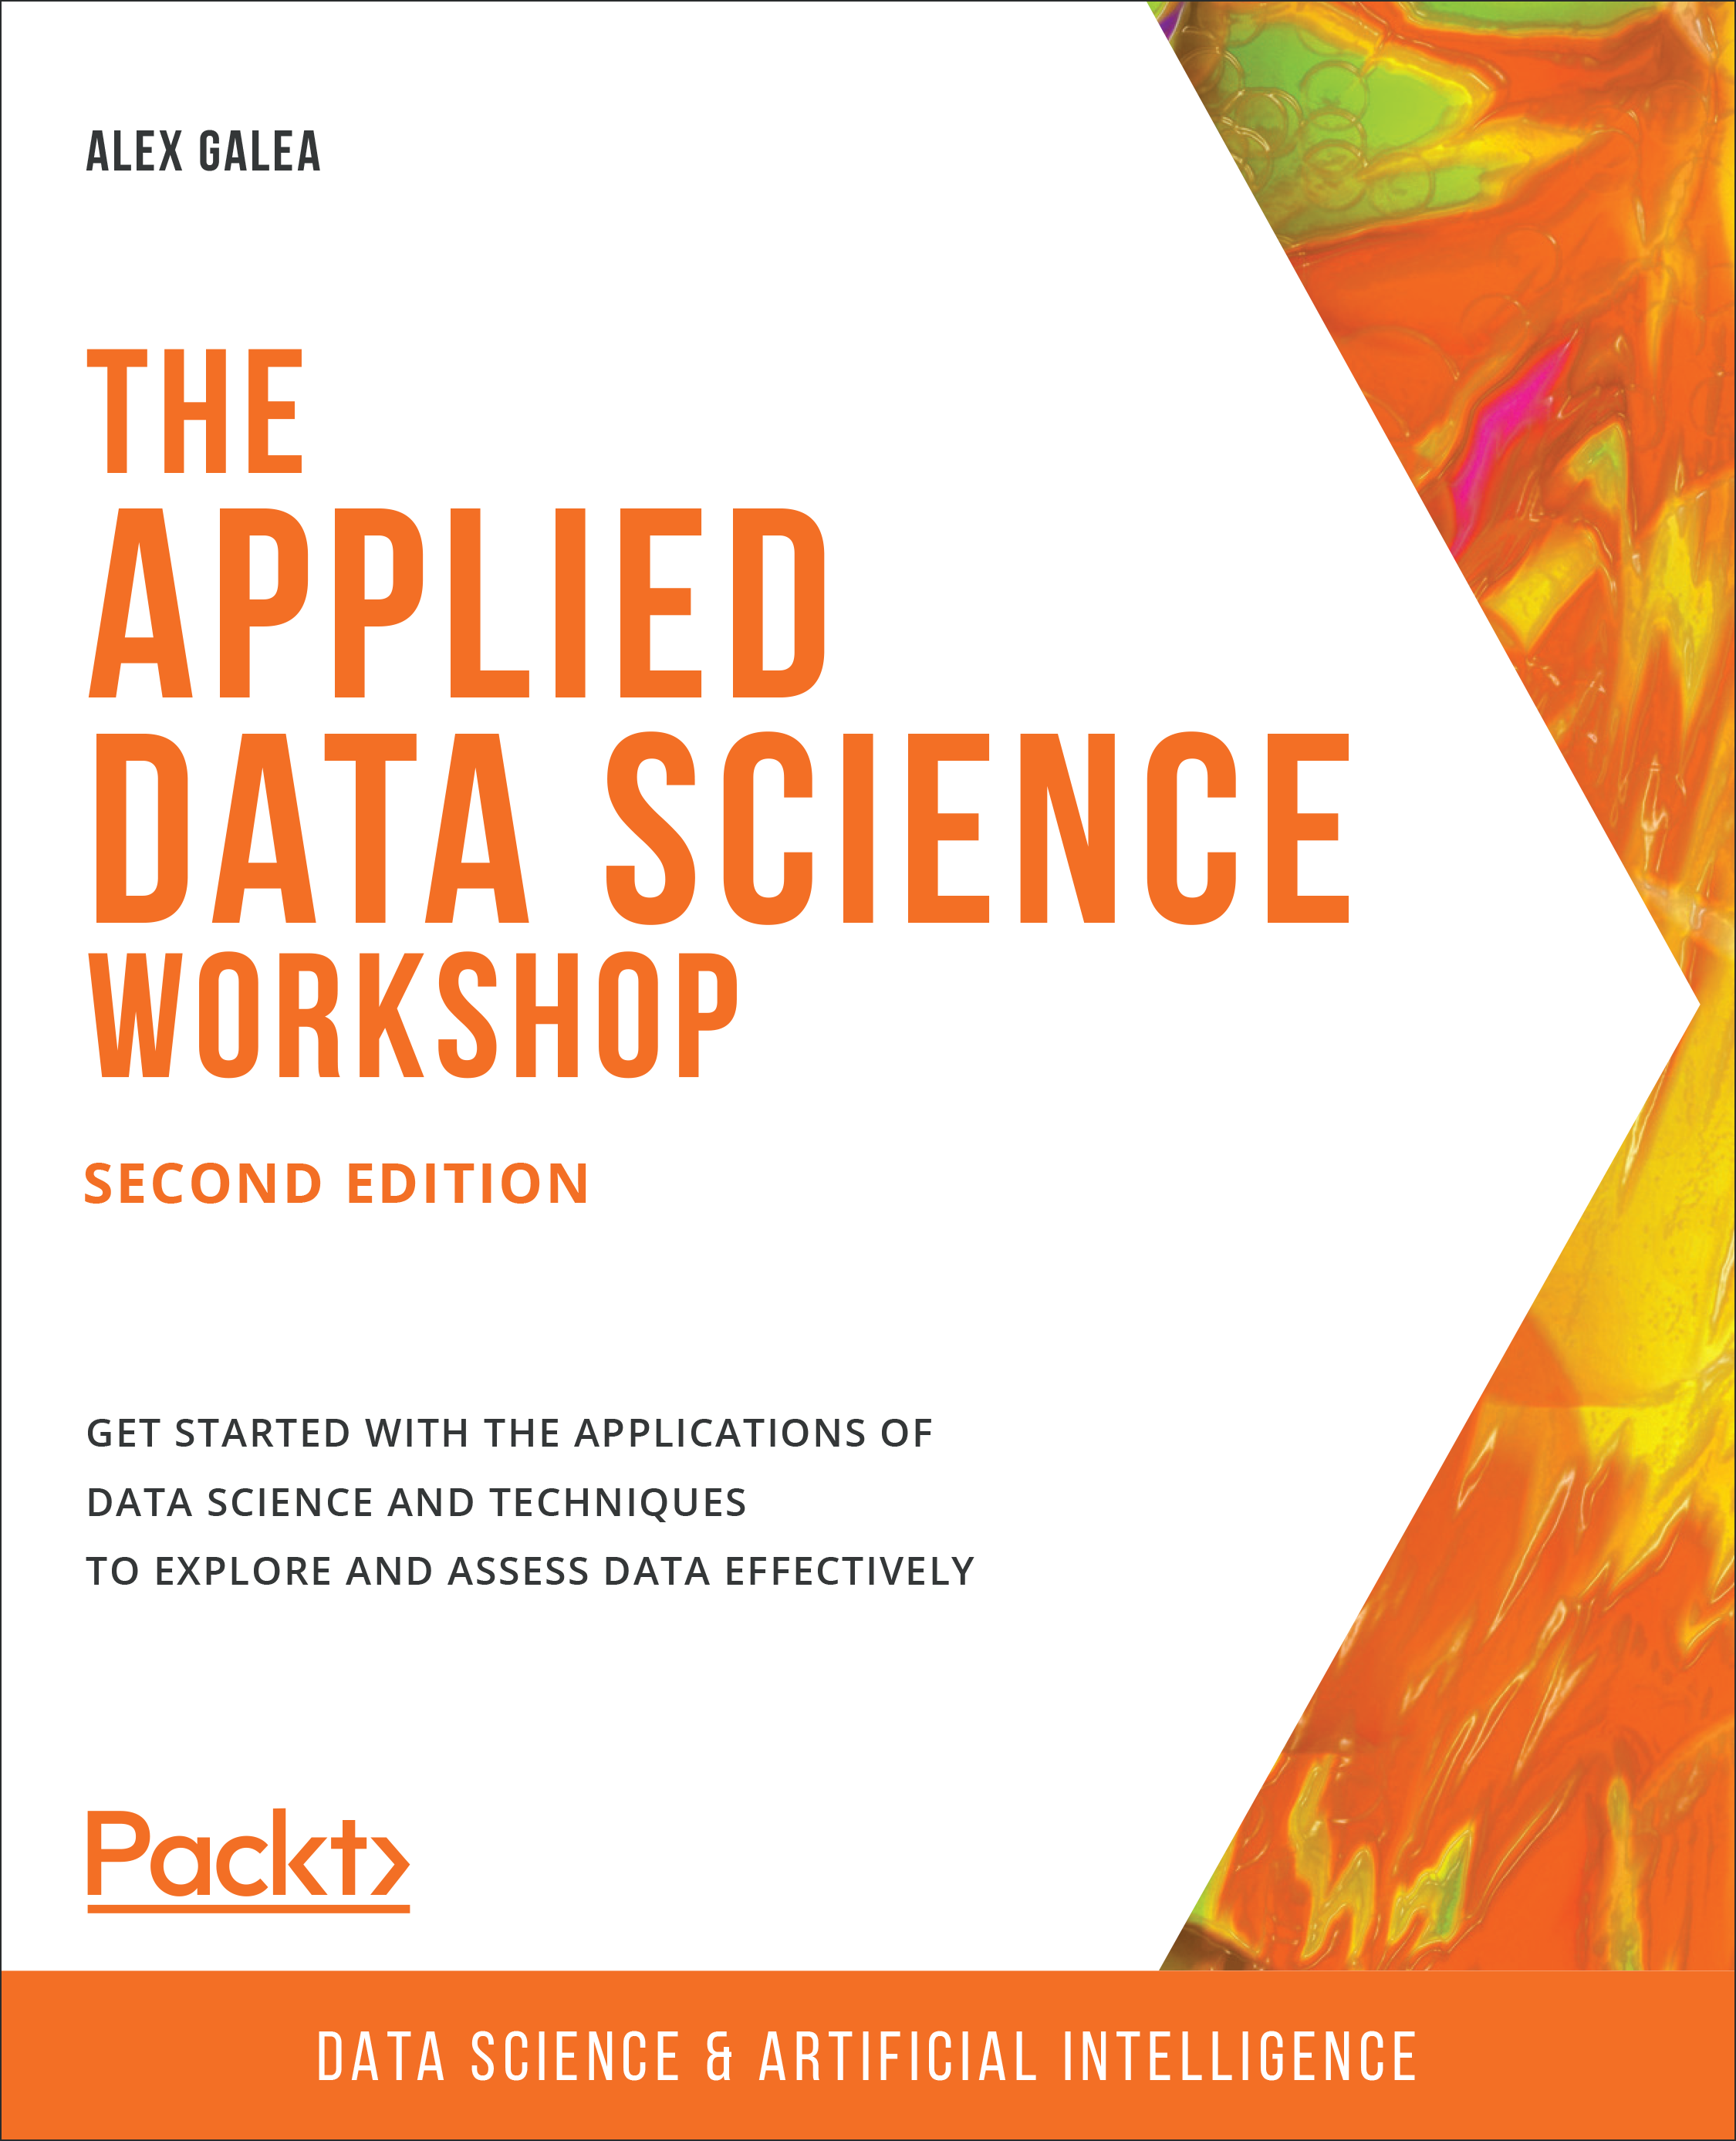 ALEX GALEA
THE
APPLIED
DATA SCIENCE
WORKSHOP
SECOND EDITION
GET STARTED WITH THE APPLICATIONS OF
DATA SCIENCE AND TECHNIQUES
TO EXPLORE AND ASSESS DATA EFFECTIVELY
Packt
DATA SCIENCE & ARTIFICIAL INTELLIGENCE